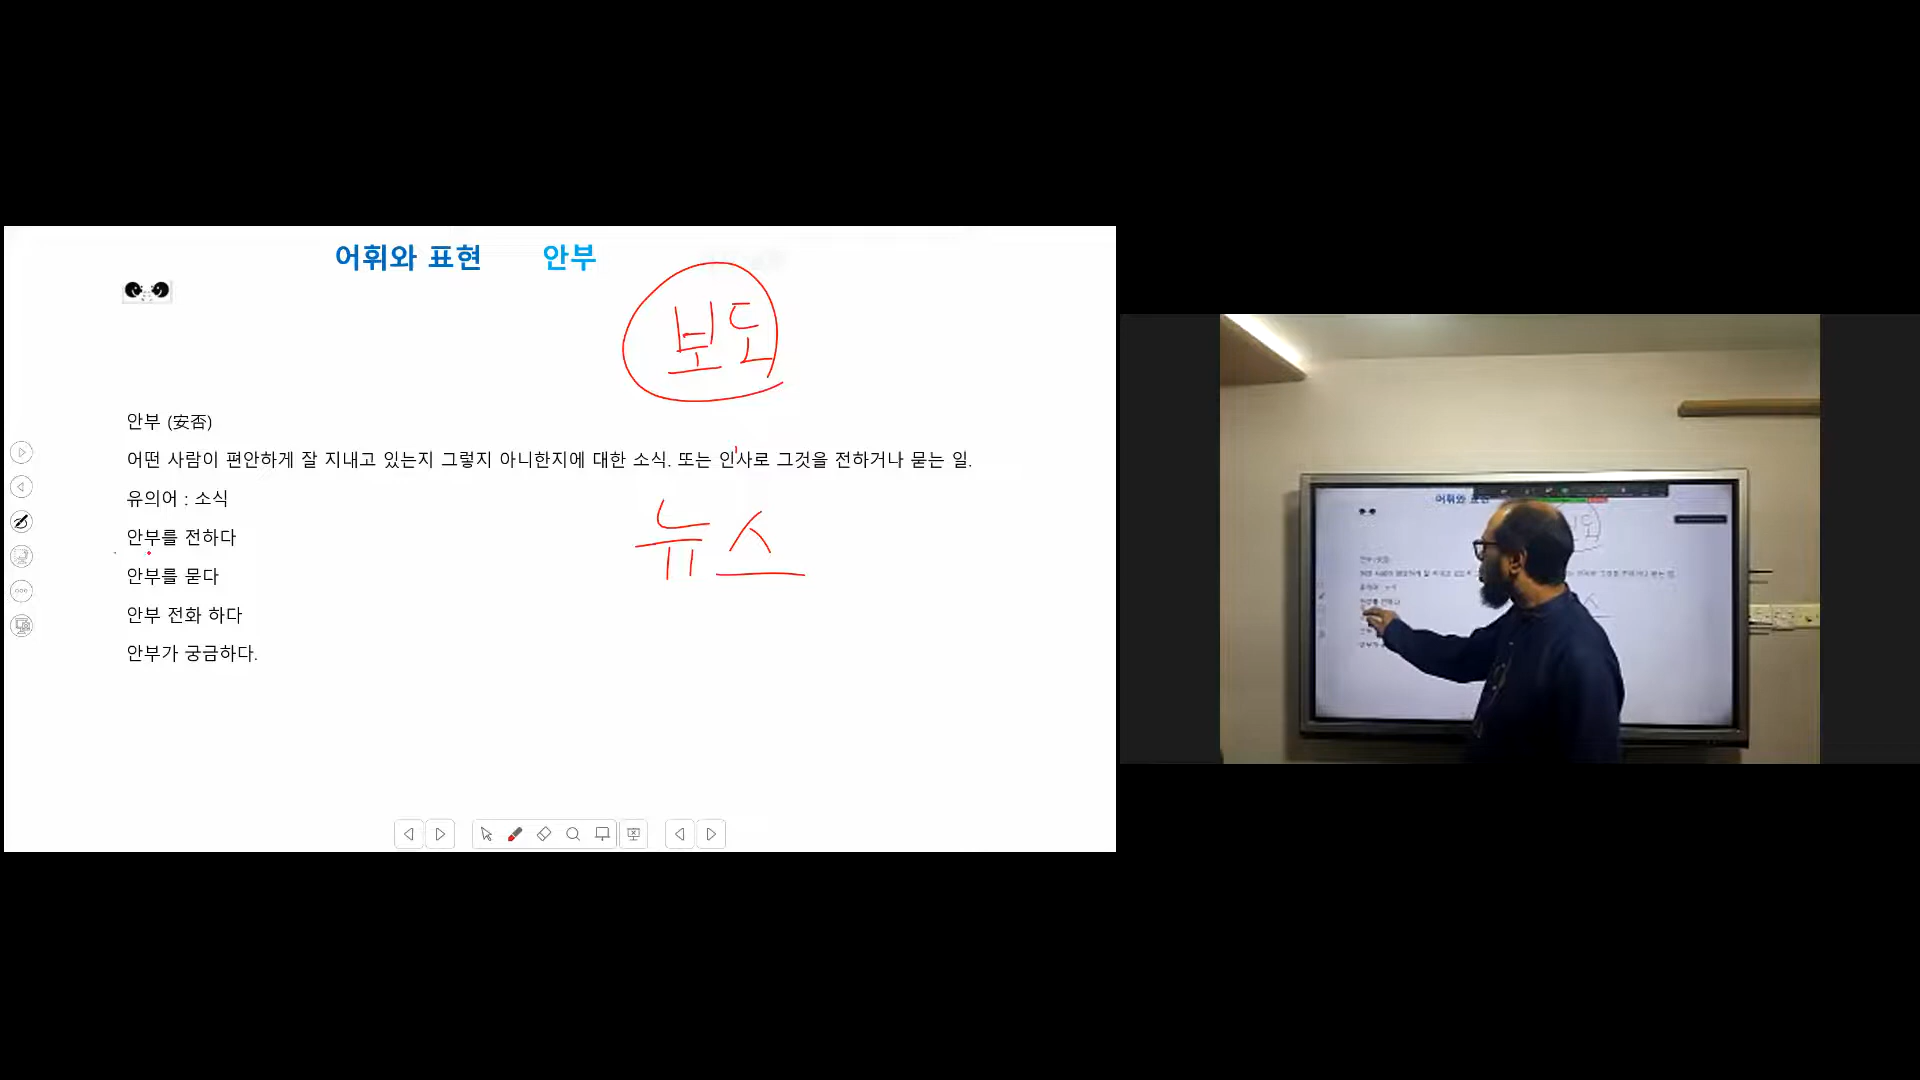 어휘와 표현 안부
보도
안부 (安否)
어떤 사람이 편안하게 잘 지내고 있는지 그렇지 아니한지에 대한 소식. 또는 인사로 그것을 전하거나 묻는 일.
유의어 : 소식
뉴스
안부를 전하다
안부를 묻다
안부 전화 하다
안부가 궁금하다.